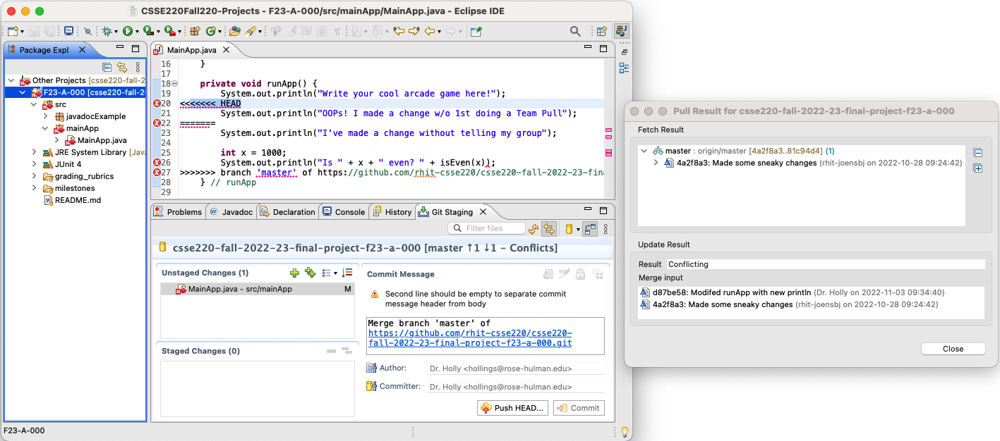 CSSE220Fall220-Projects - F23-A-000/src/mainApp/MainApp.java - Eclipse IDE
Package Expl
Other Projects [csse220-fall-2
F23-A-000 [csse220-fall-2
src
javadocExample
mainApp
MainApp.java
JRE System Library [Java
JUnit 4
grading_rubrics
milestones
README.md
MainApp.java
16 }
17
18 private void runApp() {
19 System.out.println("Write your cool arcade game here!");
20 <<<<<<< HEAD
21 System.out.println("OOPs! I made a change w/o 1st doing a Team Pull");
22 =======
23 System.out.println("I've made a change without telling my group");
24
25 int x = 1000;
26 System.out.println("Is " + x + " even? " + isEven(x));
27 >>>>>>> branch 'master' of https://github.com/rhit-csse220/csse220-fall-2022-23-fina
28 } // runApp
29
Problems
@ Javadoc
Declaration
Console
History
Git Staging
Filter files
csse220-fall-2022-23-final-project-f23-a-000 [master ↑1 ↓1 - Conflicts]
Unstaged Changes (1)
MainApp.java - src/mainApp M
Staged Changes (0)
Commit Message
Second line should be empty to separate commit
message header from body
Merge branch 'master' of
https://github.com/rhit-csse220/csse220-
fall-2022-23-final-project-f23-a-000.git
Author: Dr. Holly <hollings@rose-hulman.edu>
Committer: Dr. Holly <hollings@rose-hulman.edu>
Push HEAD...
Commit
F23-A-000
Pull Result for csse220-fall-2022-23-final-project-f23-a-000
Fetch Result
master : origin/master [4a2f8a3..81c94d4] (1)
4a2f8a3: Made some sneaky changes (rhit-joensbj on 2022-10-28 09:24:42)
Update Result
Result Conflicting
Merge input
d87be58: Modifed runApp with new println (Dr. Holly on 2022-11-03 09:34:40)
4a2f8a3: Made some sneaky changes (rhit-joensbj on 2022-10-28 09:24:42)
Close